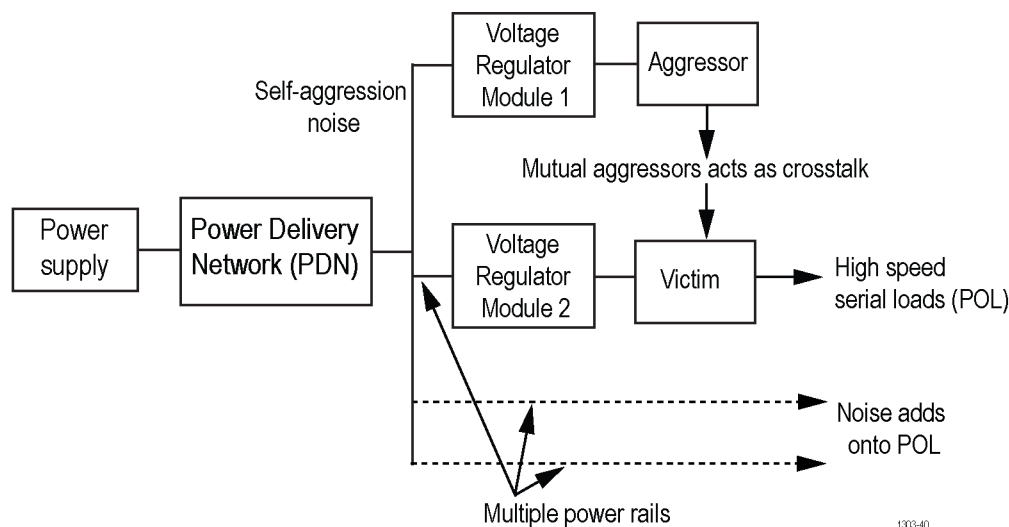 Voltage
Regulator
Module 1
Aggressor
Self-aggression
noise
Mutual aggressors acts as crosstalk
Power
supply
Power Delivery
Network (PDN)
Voltage
Regulator
Module 2
Victim
High speed
serial loads (POL)
Noise adds
onto POL
Multiple power rails
1303-40